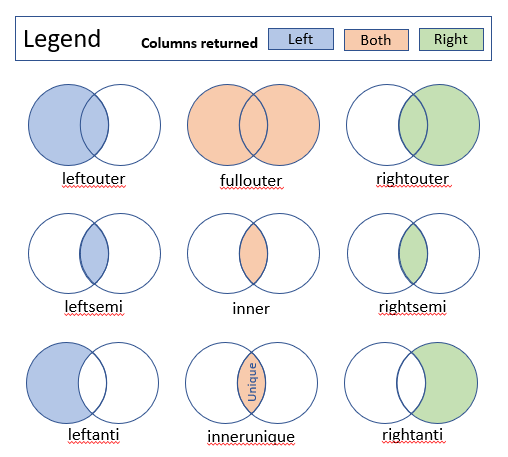 Legend
Columns returned Left Both Right
leftouter fullouter rightouter
leftsemi inner rightsemi
Unique
leftanti innerunique rightanti